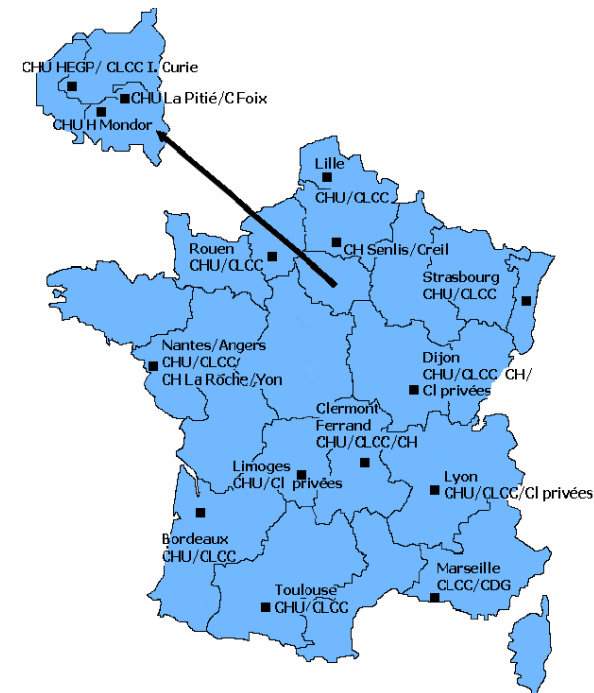 CHU HEGP/ CLCC I. Curie
CHU La Pitié/C Foix
CHU H Mondor
Lille
CHU/CLCC
CH Senlis/Creil
Rouen
CHU/CLCC
Strasbourg
CHU/CLCC
Nantes/Angers
CHU/CLCC/
CH La Roche/Yon
Dijon
CHU/CLCC CH/
Cl privées
Clermont
Ferrand
CHU/CLCC/CH
Limoges
CHU/Cl privées
Lyon
CHU/CLCC/Cl privées
Bordeaux
CHU/CLCC
Marseille
CLCC/CDG
Toulouse
CHU/CLCC